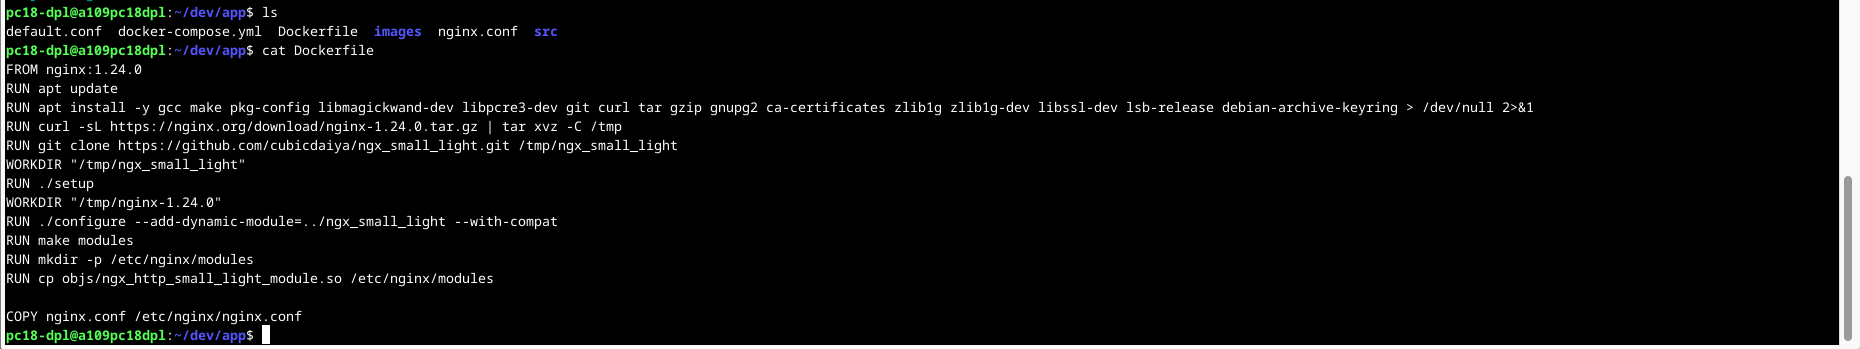 pc18-dpl@a109pc18dpl:~/dev/app$ ls
default.conf  docker-compose.yml  Dockerfile  images  nginx.conf  src
pc18-dpl@a109pc18dpl:~/dev/app$ cat Dockerfile
FROM nginx:1.24.0
RUN apt update
RUN apt install -y gcc make pkg-config libmagickwand-dev libpcre3-dev git curl tar gzip gnupg2 ca-certificates zlib1g zlib1g-dev libssl-dev lsb-release debian-archive-keyring > /dev/null 2>&1
RUN curl -sL https://nginx.org/download/nginx-1.24.0.tar.gz | tar xvz -C /tmp
RUN git clone https://github.com/cubicdaiya/ngx_small_light.git /tmp/ngx_small_light
WORKDIR "/tmp/ngx_small_light"
RUN ./setup
WORKDIR "/tmp/nginx-1.24.0"
RUN ./configure --add-dynamic-module=../ngx_small_light --with-compat
RUN make modules
RUN mkdir -p /etc/nginx/modules
RUN cp objs/ngx_http_small_light_module.so /etc/nginx/modules

COPY nginx.conf /etc/nginx/nginx.conf
pc18-dpl@a109pc18dpl:~/dev/app$